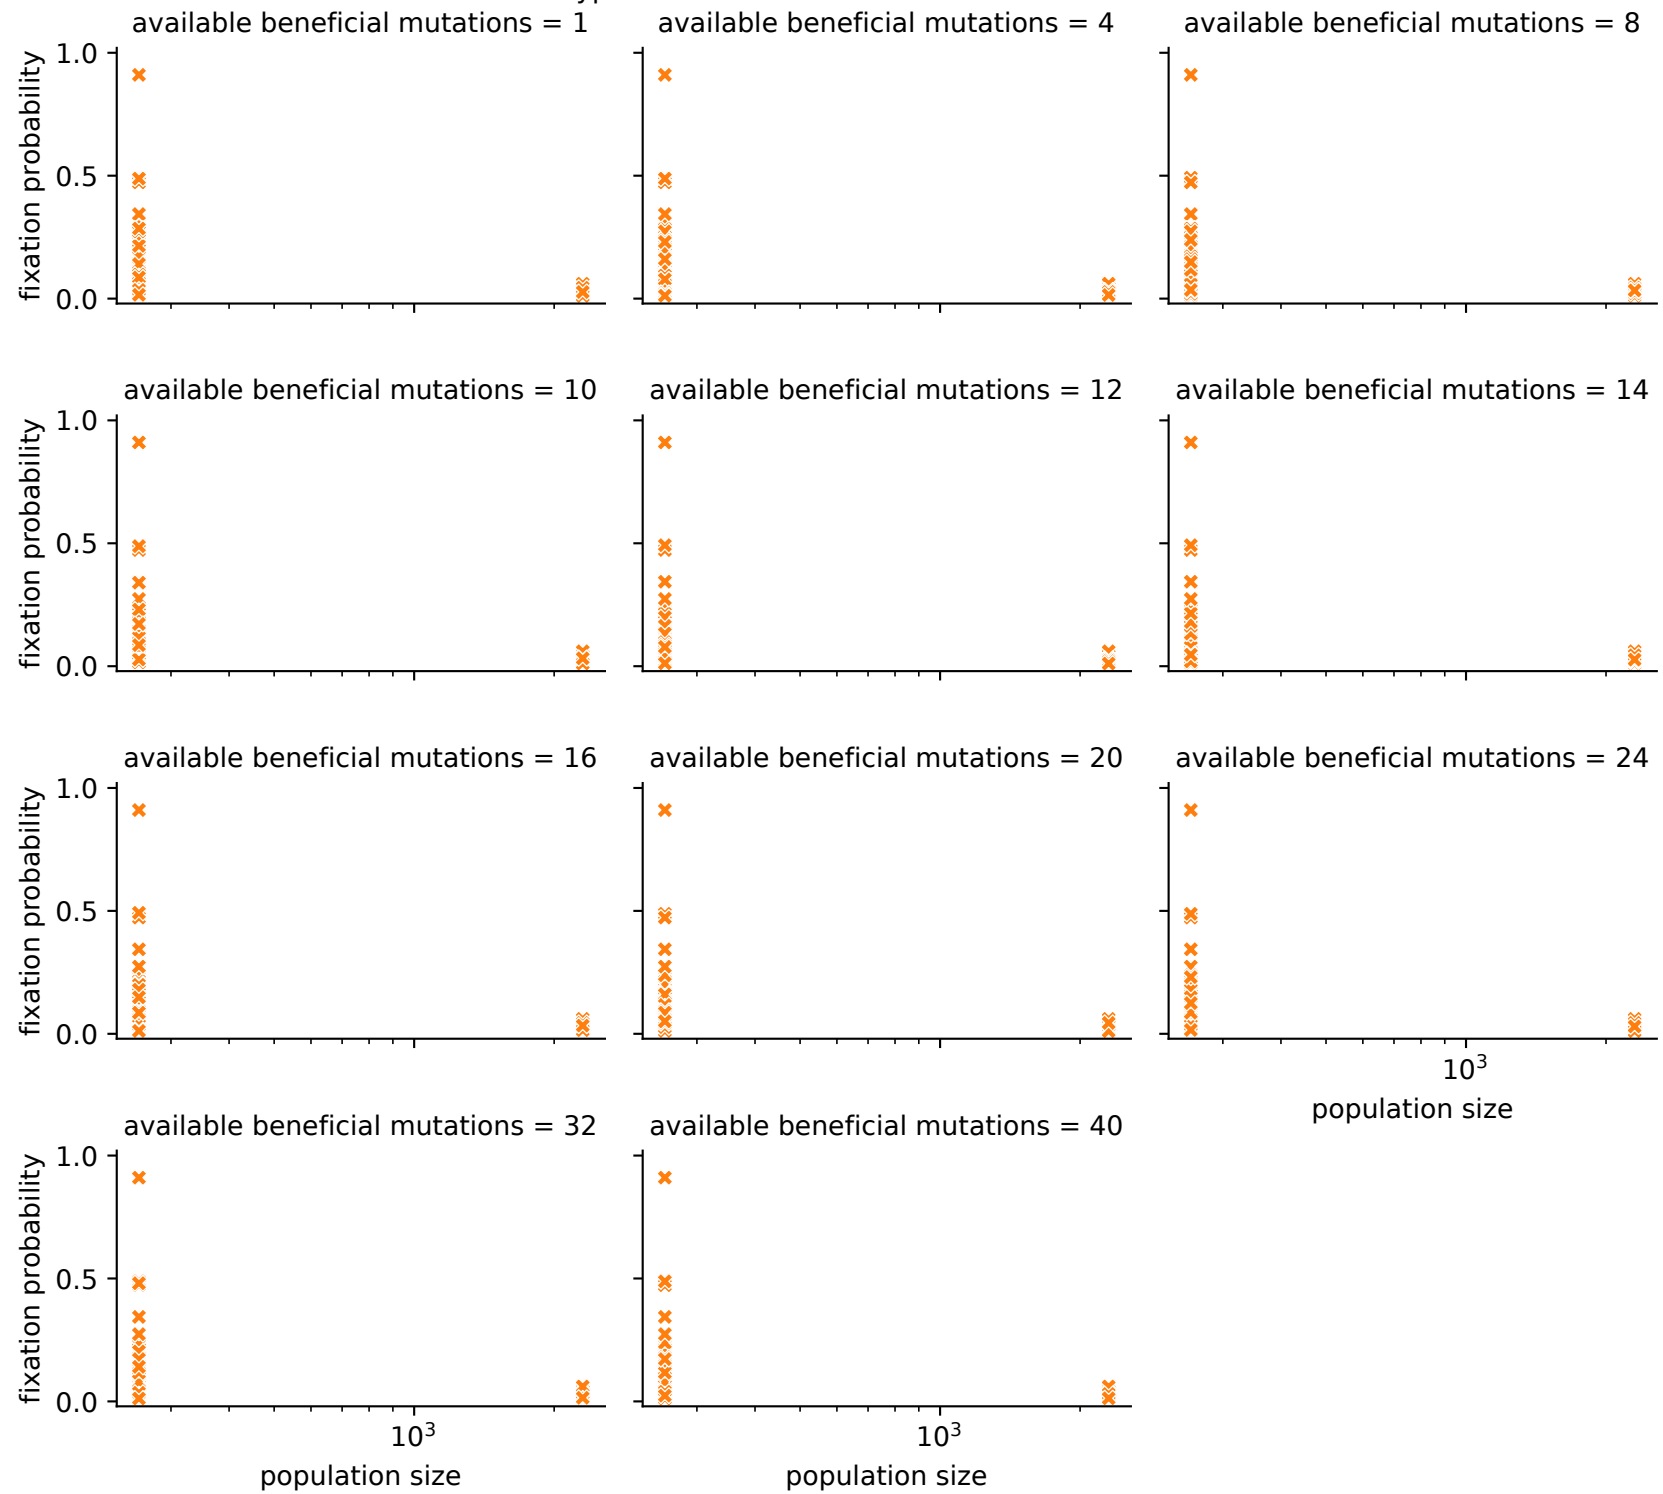 available beneficial mutations = 1
available beneficial mutations = 4
available beneficial mutations = 8
fixation probability
1.0
0.5
0.0
available beneficial mutations = 10
available beneficial mutations = 12
available beneficial mutations = 14
fixation probability
1.0
0.5
0.0
available beneficial mutations = 16
available beneficial mutations = 20
available beneficial mutations = 24
fixation probability
1.0
0.5
0.0
10³
population size
available beneficial mutations = 32
available beneficial mutations = 40
fixation probability
1.0
0.5
0.0
10³
10³
population size
population size